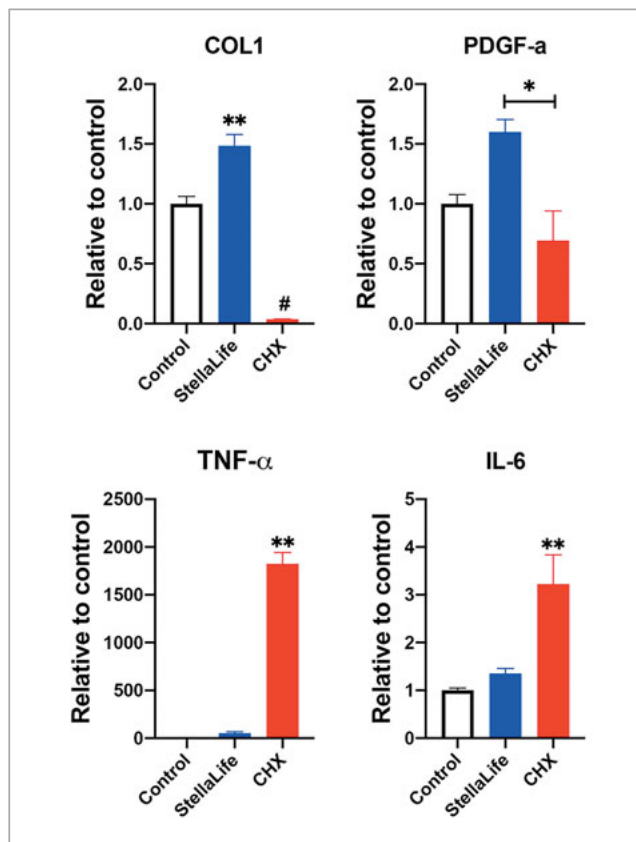 COL1
Relative to control
2.0
1.5
1.0
0.5
0.0
**
#
Control
StellaLife
CHX
PDGF-a
Relative to control
2.0
1.5
1.0
0.5
0.0
*
Control
StellaLife
CHX
TNF-α
Relative to control
2500
2000
1500
1000
500
0
**
Control
StellaLife
CHX
IL-6
Relative to control
5
4
3
2
1
0
**
Control
StellaLife
CHX